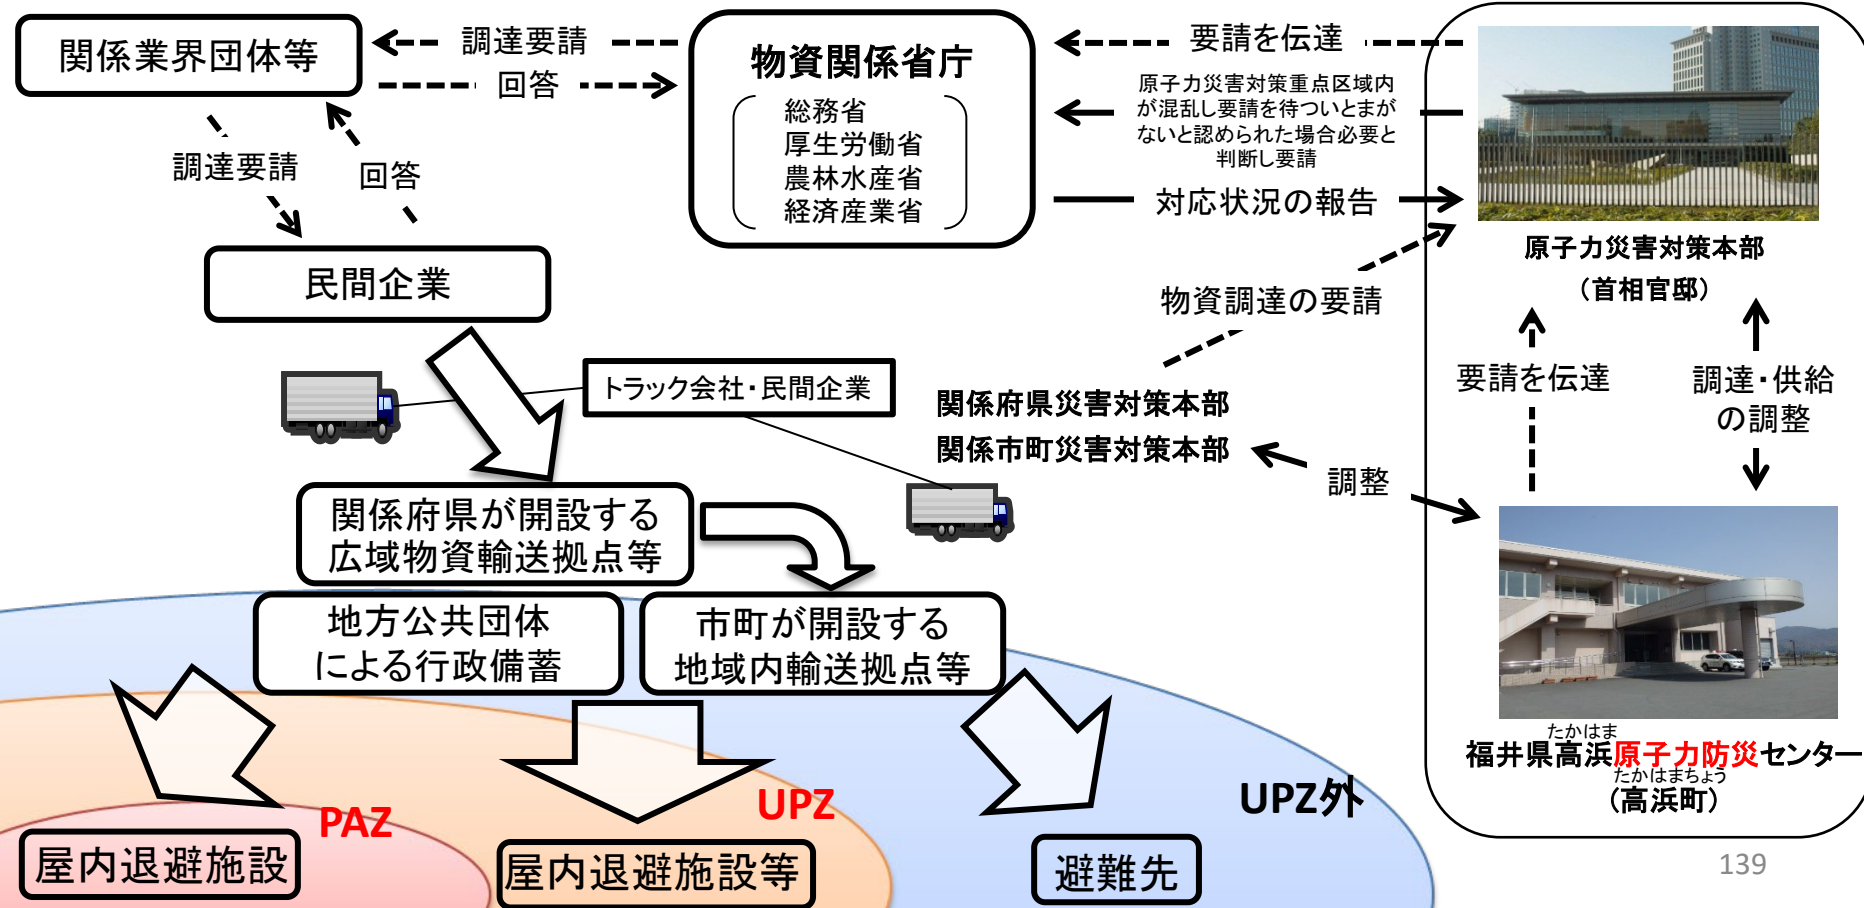 関係業界団体等
調達要請
回答
物資関係省庁
総務省
厚生労働省
農林水産省
経済産業省
要請を伝達
原子力災害対策重点区域内
が混乱し要請を待ついとまが
ないと認められた場合必要と
判断し要請
対応状況の報告
原子力災害対策本部
（首相官邸）
調達要請
回答
民間企業
物資調達の要請
トラック会社・民間企業
関係府県災害対策本部
関係市町災害対策本部
要請を伝達
調達・供給
の調整
調整
関係府県が開設する
広域物資輸送拠点等
地方公共団体
による行政備蓄
市町が開設する
地域内輸送拠点等
たかはま
福井県高浜原子力防災センター
たかはまちょう
（高浜町）
PAZ
UPZ
UPZ外
屋内退避施設
屋内退避施設等
避難先
139